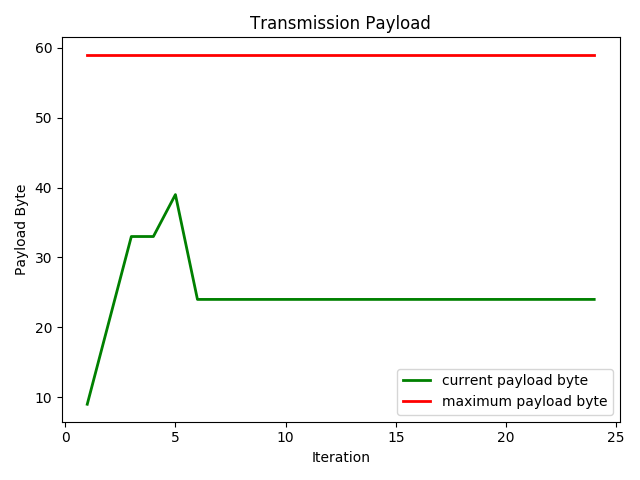 Transmission Payload
60
50
40
30
20
10
Payload Byte
current payload byte
maximum payload byte
0 5 10 15 20 25
Iteration